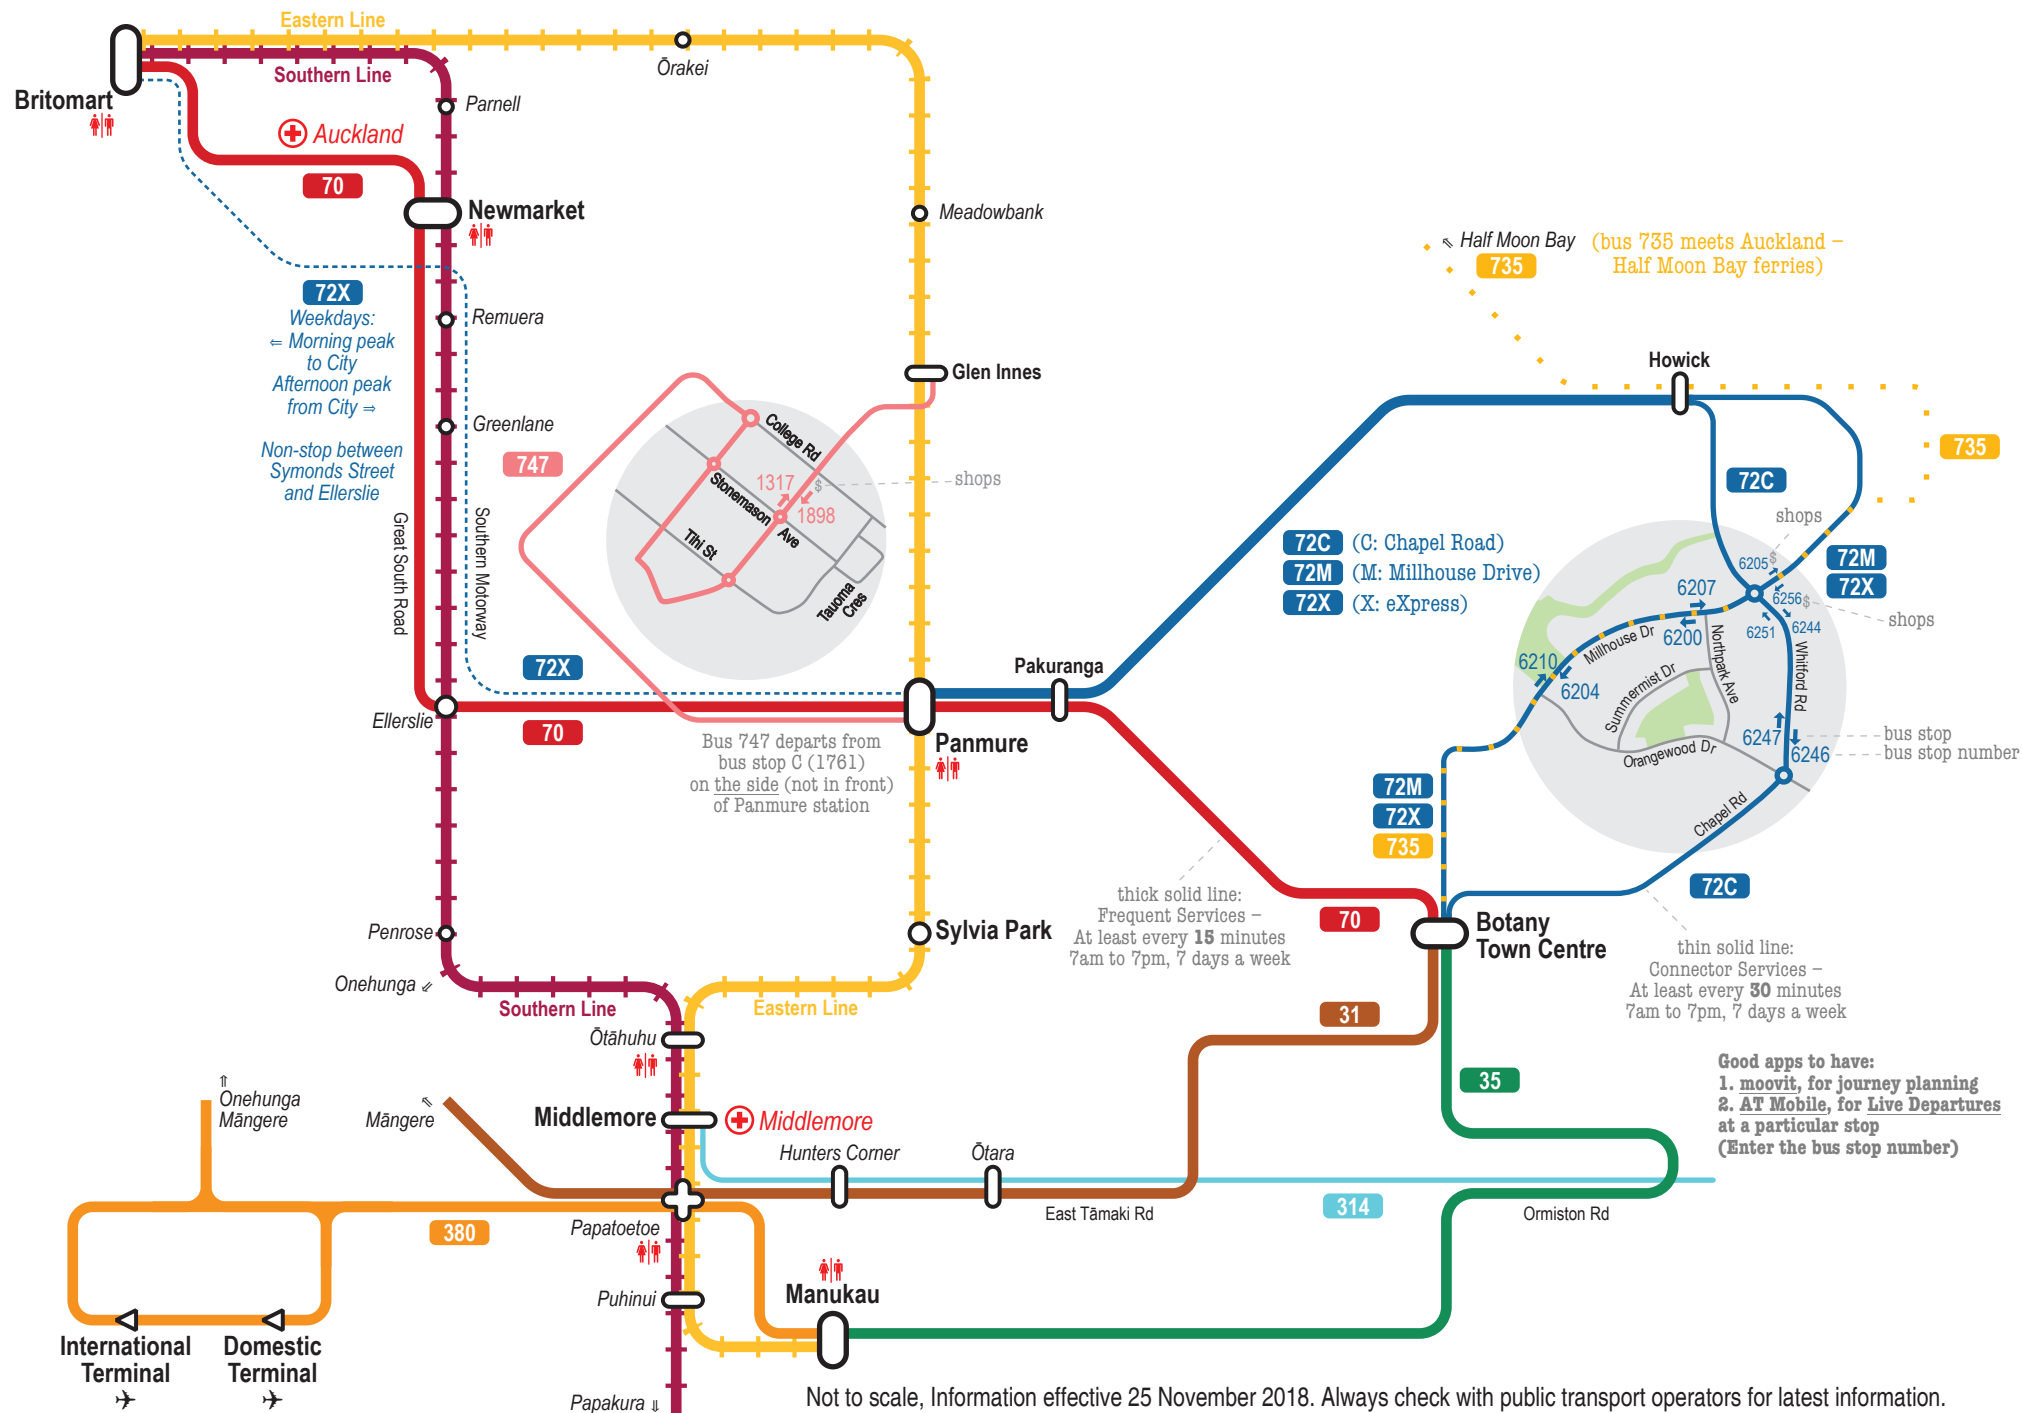 Eastern Line
Southern Line
Britomart
Ōrakei
Parnell
Auckland
70
Newmarket
Meadowbank
72X
Weekdays:
⇐ Morning peak
to City
Afternoon peak
from City ⇒
Non-stop between
Symonds Street
and Ellerslie
Remuera
Greenlane
Great South Road
Southern Motorway
Glen Innes
747
College Rd
Stonemason Ave
Tihi St
Tauoma Cres
1317
1898
$
shops
⇖ Half Moon Bay
735
(bus 735 meets Auckland –
Half Moon Bay ferries)
Howick
735
72C
72C (C: Chapel Road)
72M (M: Millhouse Drive)
72X (X: eXpress)
shops
6205
$
72M
72X
6207
6256
$
shops
6200
6251
6244
Millhouse Dr
Northpark Ave
Whitford Rd
6210
6204
Summermist Dr
Orangewood Dr
6247
6246
bus stop
bus stop number
Chapel Rd
72X
Pakuranga
Ellerslie
70
Panmure
Bus 747 departs from
bus stop C (1761)
on the side (not in front)
of Panmure station
72M
72X
735
72C
thick solid line:
Frequent Services –
At least every 15 minutes
7am to 7pm, 7 days a week
70
Botany
Town Centre
thin solid line:
Connector Services –
At least every 30 minutes
7am to 7pm, 7 days a week
Penrose
Sylvia Park
Onehunga ⇙
Southern Line
Eastern Line
31
Ōtāhuhu
35
Good apps to have:
1. moovit, for journey planning
2. AT Mobile, for Live Departures
at a particular stop
(Enter the bus stop number)
⇑
Onehunga
Māngere
⇖
Māngere
Middlemore
Middlemore
Hunters Corner
Ōtara
East Tāmaki Rd
314
Ormiston Rd
380
Papatoetoe
Puhinui
Manukau
International
Terminal
Domestic
Terminal
Papakura ⇓
Not to scale, Information effective 25 November 2018. Always check with public transport operators for latest information.